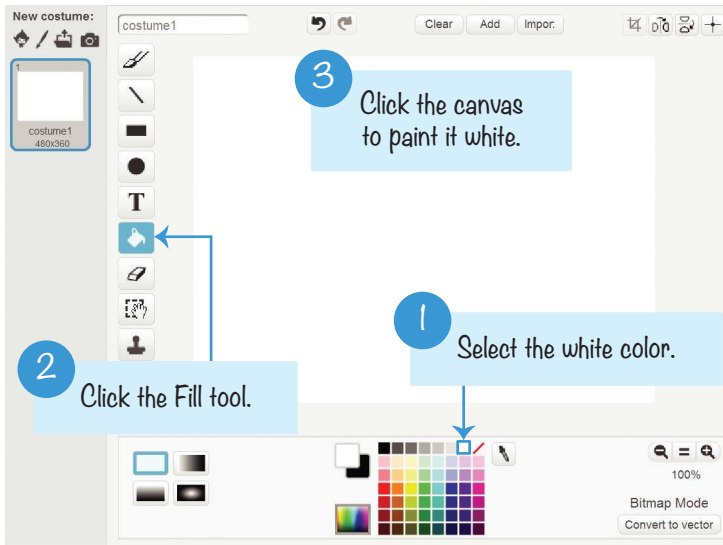 New costume:
costume1
Clear
Add
Impor.
1
costume1
480x360
T
3
Click the canvas
to paint it white.
1
Select the white color.
2
Click the Fill tool.
100%
Bitmap Mode
Convert to vector